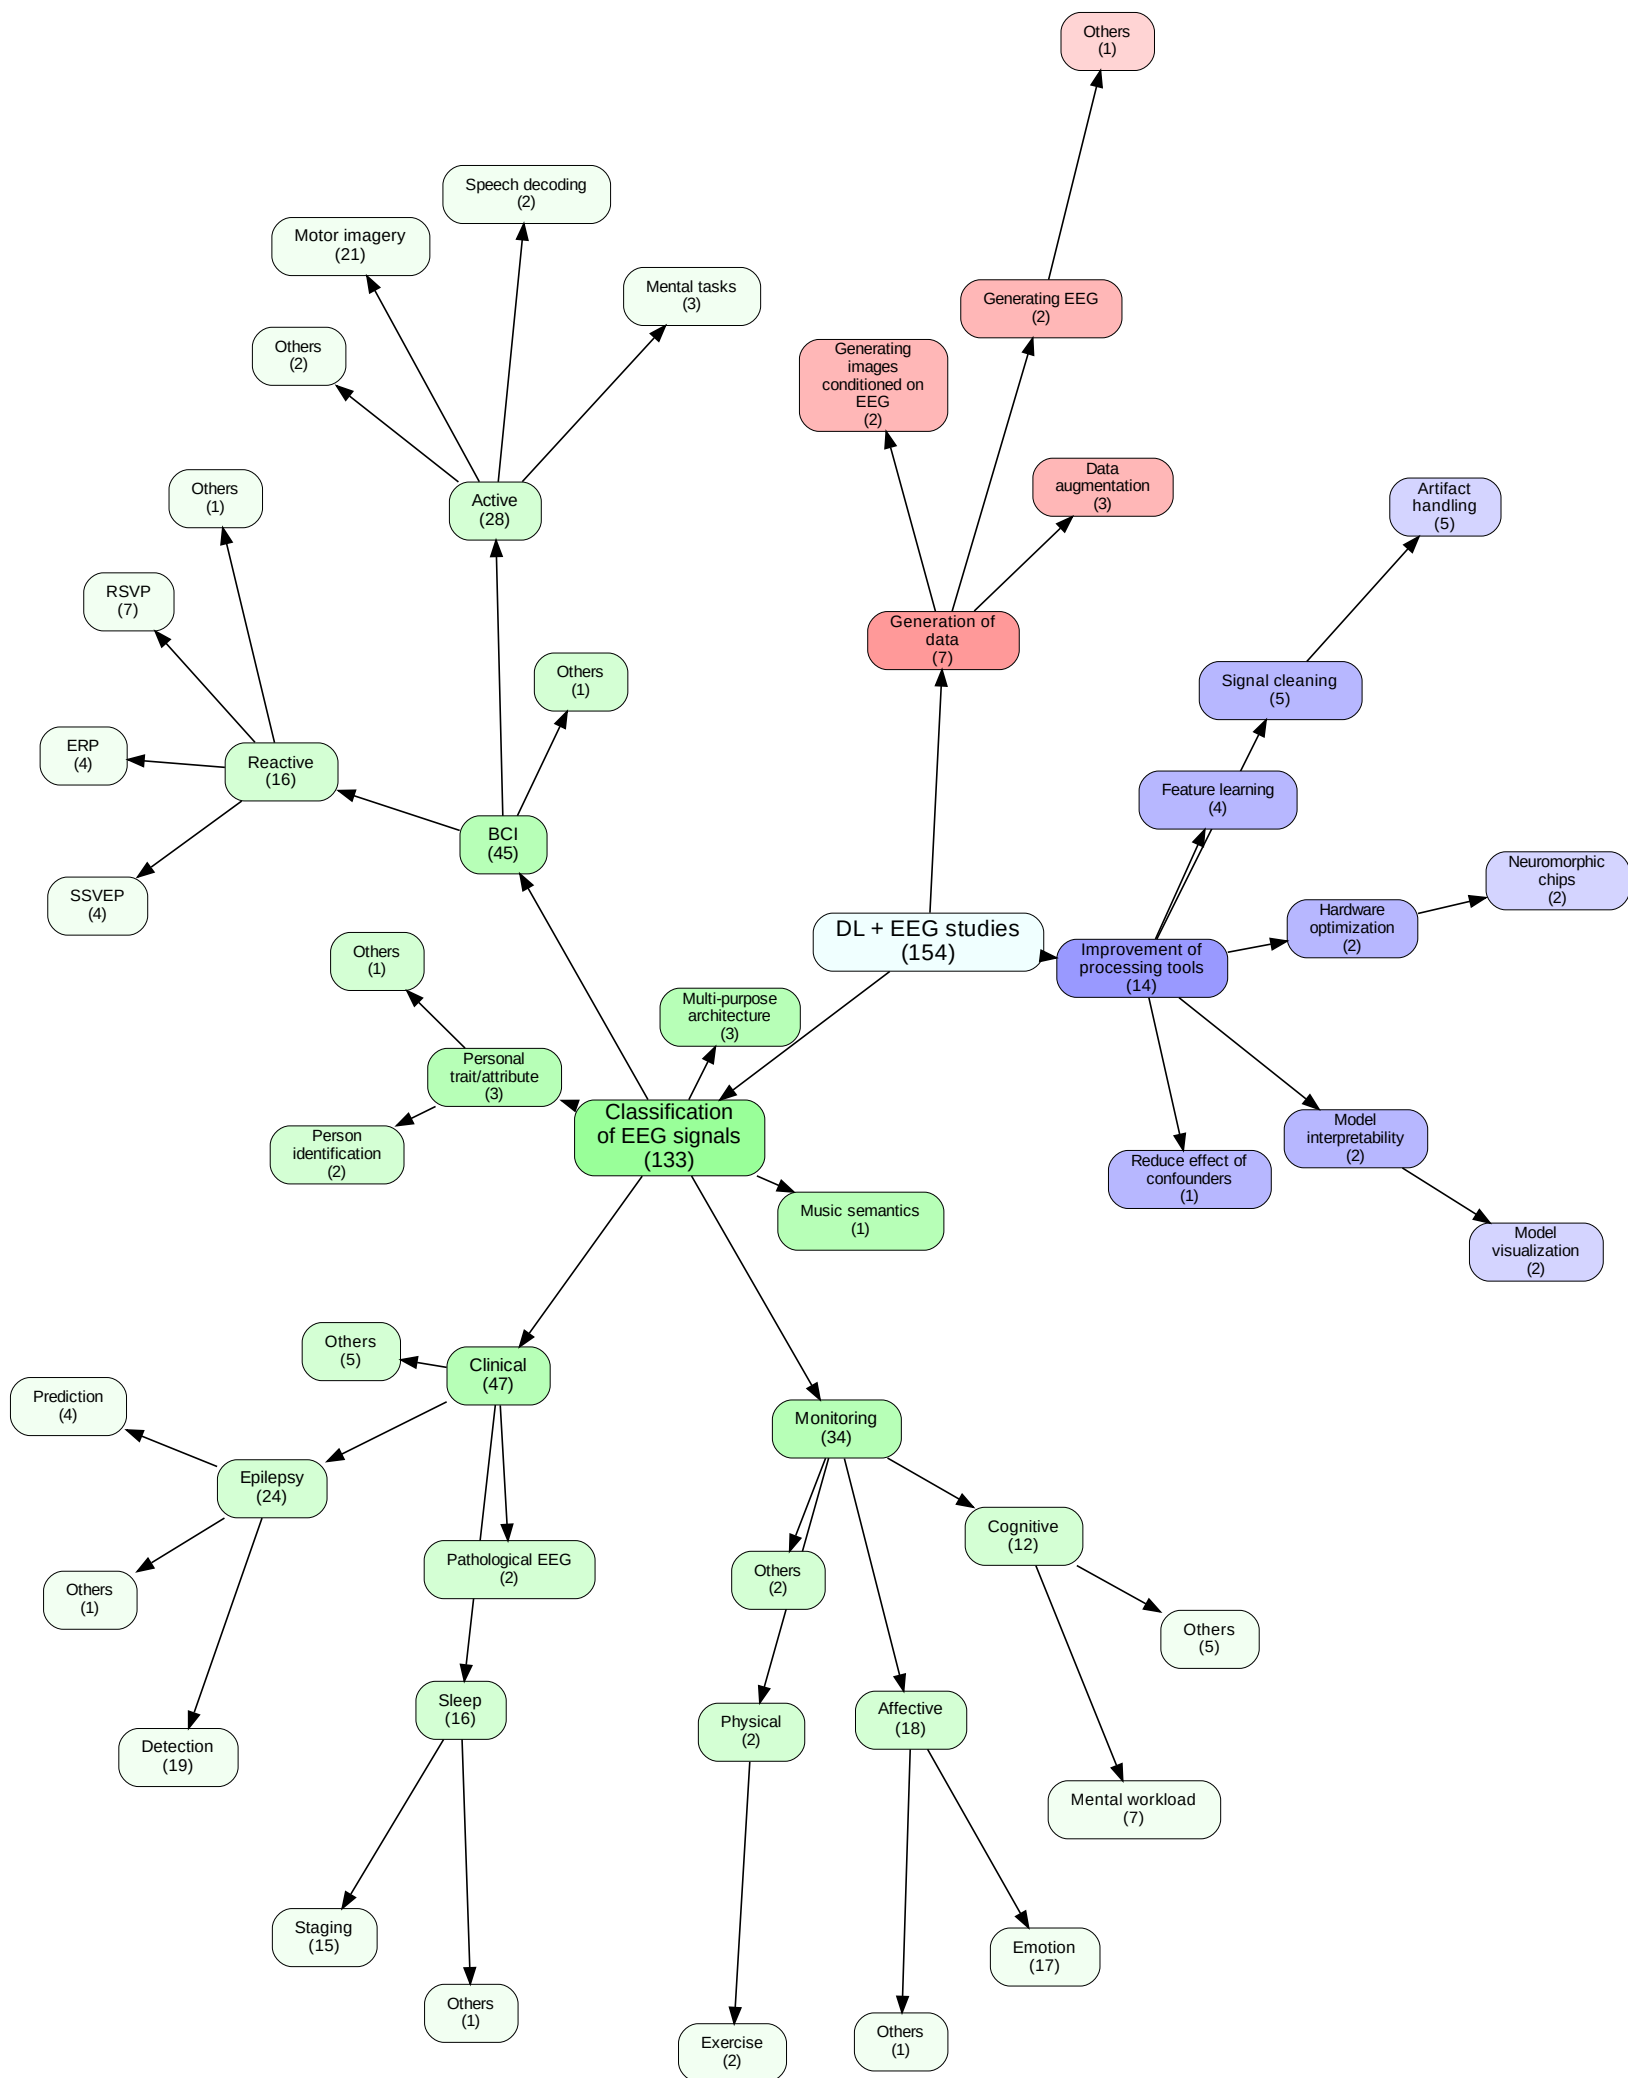 Others
(1)
Speech decoding
(2)
Motor imagery
(21)
Mental tasks
(3)
Generating EEG
(2)
Others
(2)
Generating
images
conditioned on
EEG
(2)
Others
(1)
Active
(28)
Data
augmentation
(3)
Artifact
handling
(5)
RSVP
(7)
Generation of
data
(7)
Others
(1)
Signal cleaning
(5)
ERP
(4)
Reactive
(16)
Feature learning
(4)
BCI
(45)
SSVEP
(4)
Neuromorphic
chips
(2)
Hardware
optimization
(2)
DL + EEG studies
(154)
Improvement of
processing tools
(14)
Others
(1)
Multi-purpose
architecture
(3)
Personal
trait/attribute
(3)
Classification
of EEG signals
(133)
Person
identification
(2)
Model
interpretability
(2)
Reduce effect of
confounders
(1)
Music semantics
(1)
Model
visualization
(2)
Others
(5)
Clinical
(47)
Prediction
(4)
Monitoring
(34)
Epilepsy
(24)
Cognitive
(12)
Pathological EEG
(2)
Others
(2)
Others
(1)
Others
(5)
Sleep
(16)
Physical
(2)
Affective
(18)
Detection
(19)
Mental workload
(7)
Staging
(15)
Emotion
(17)
Others
(1)
Others
(1)
Exercise
(2)